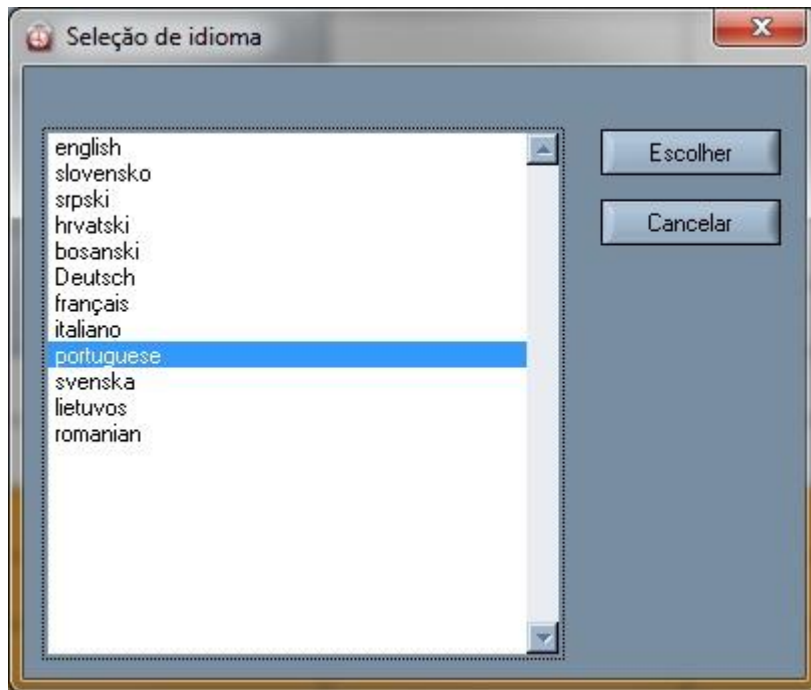 Seleção de idioma
english
slovensko
srpski
hrvatski
bosanski
Deutsch
français
italiano
portuguese
svenska
lietuvos
romanian
Escolher
Cancelar